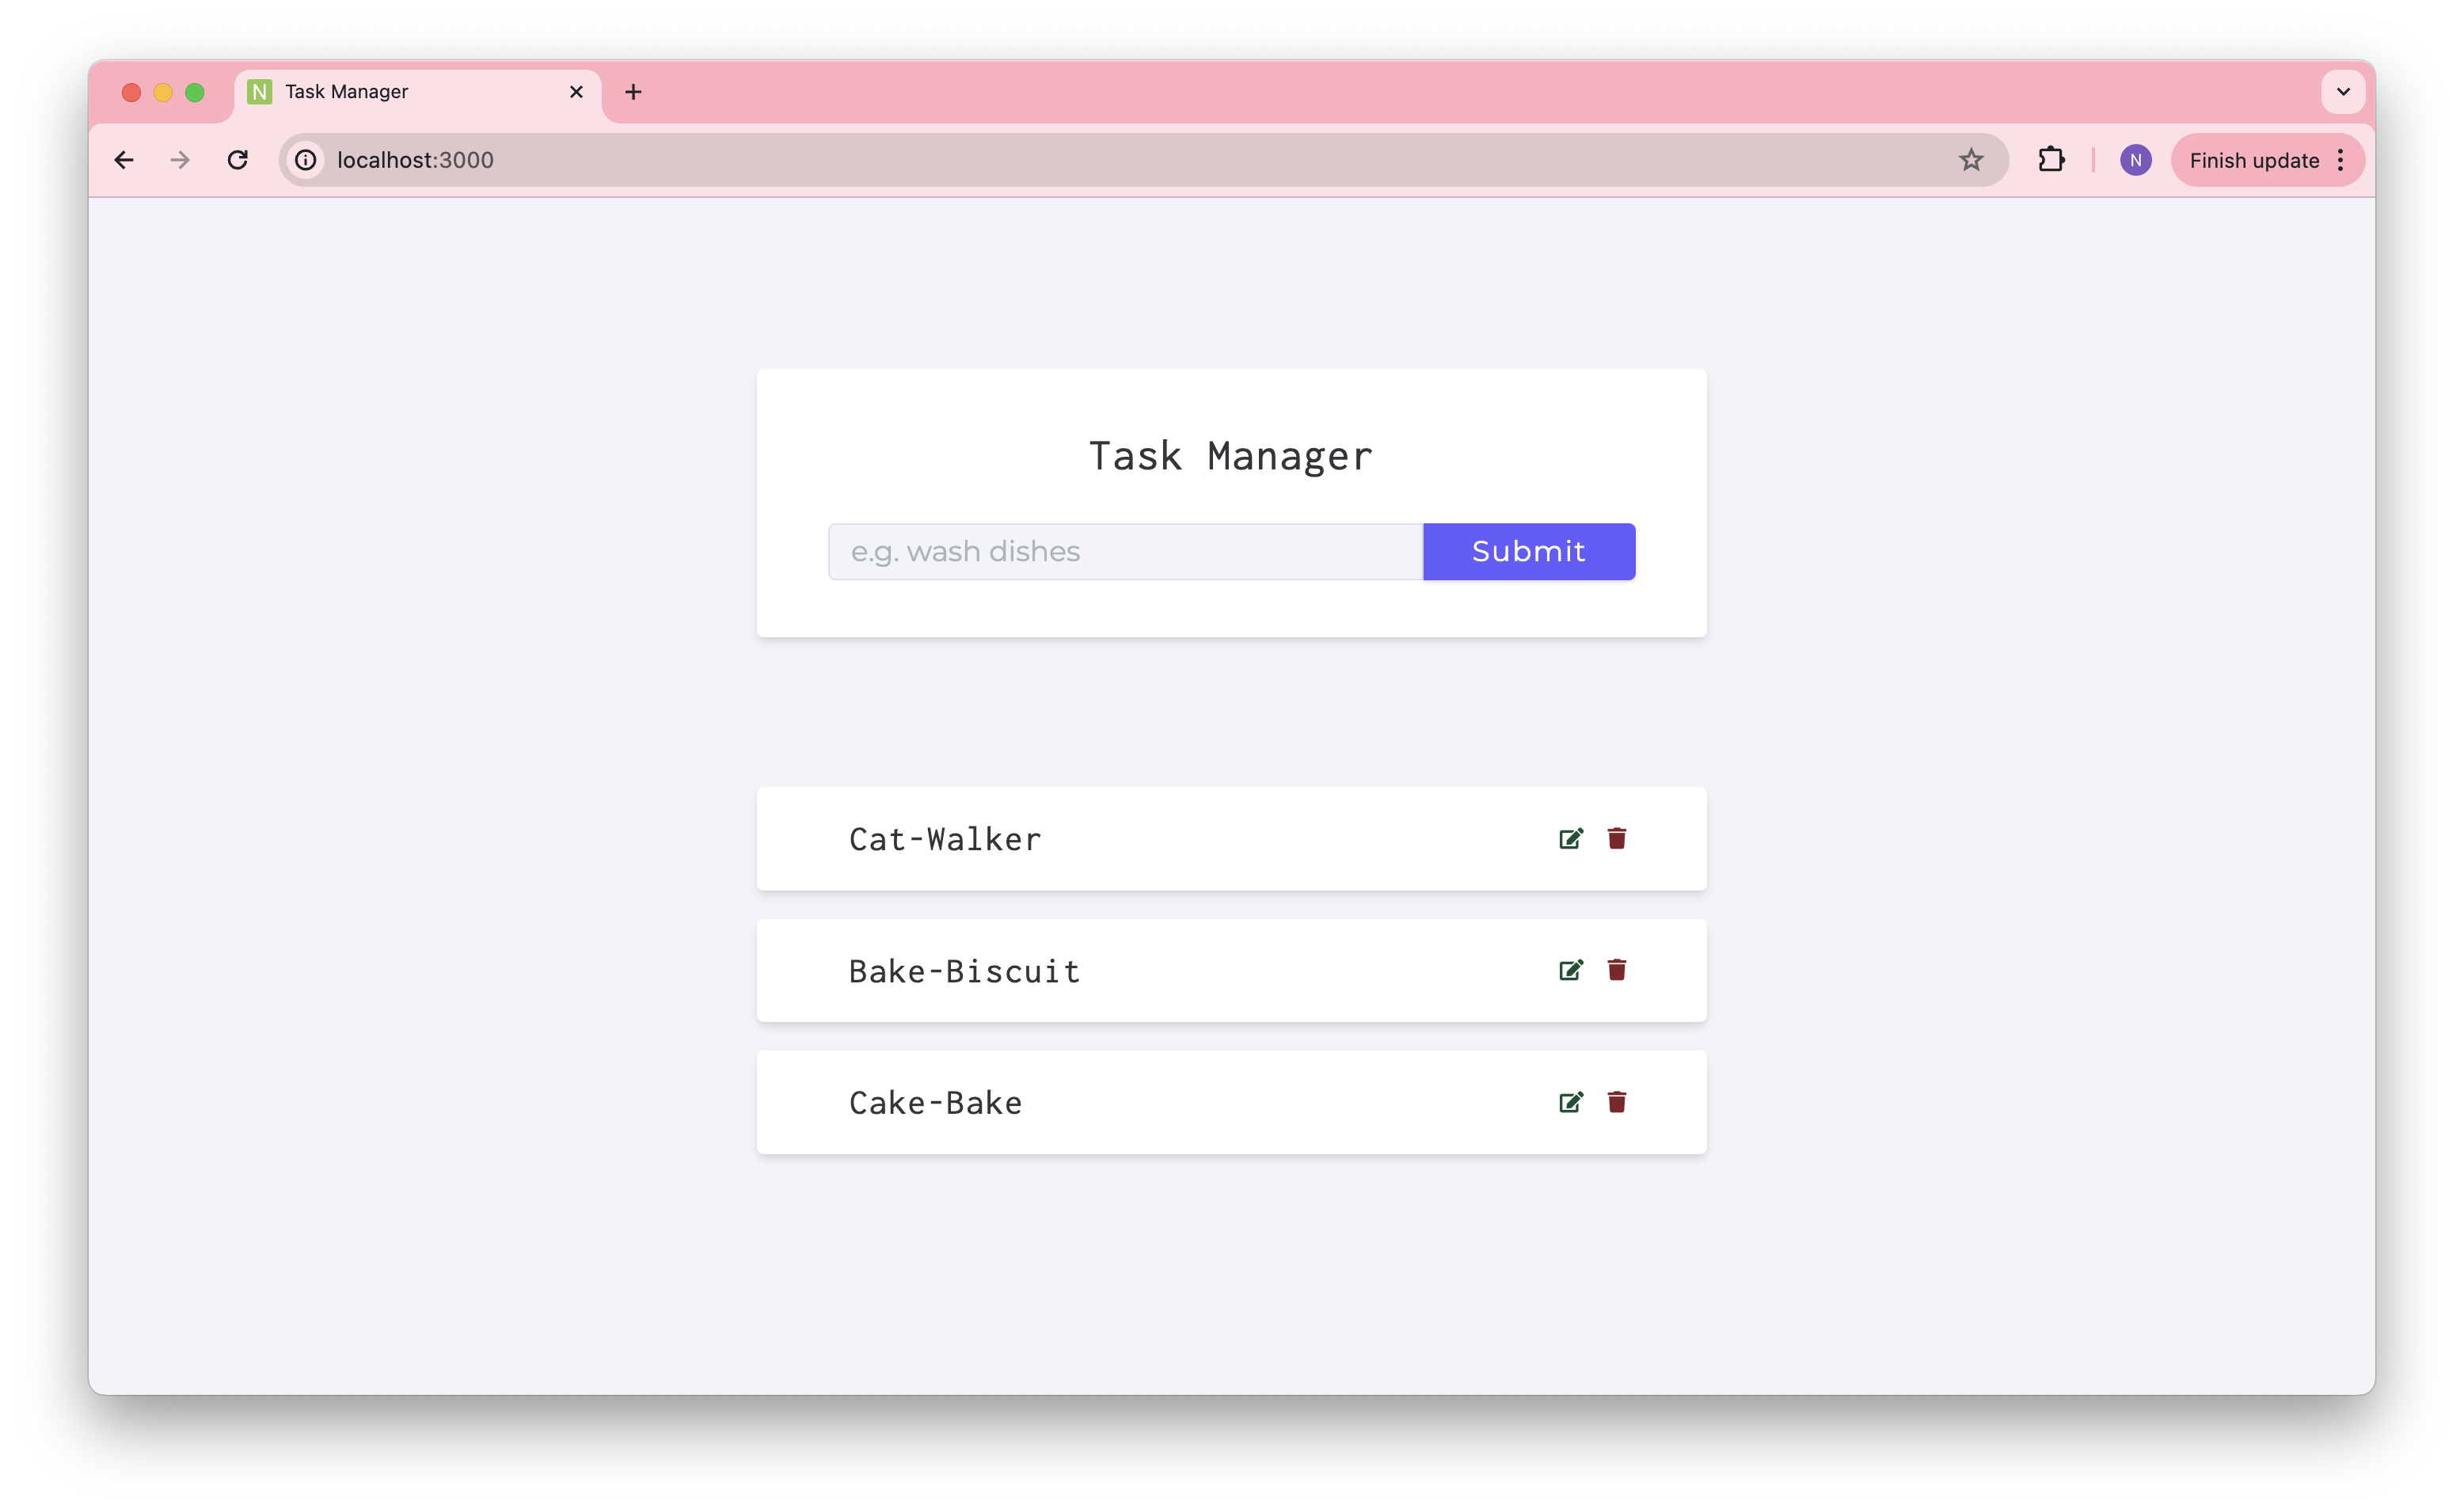 N Task Manager
localhost:3000
N
Finish update
Task Manager
e.g. wash dishes
Submit
Cat-Walker
Bake-Biscuit
Cake-Bake